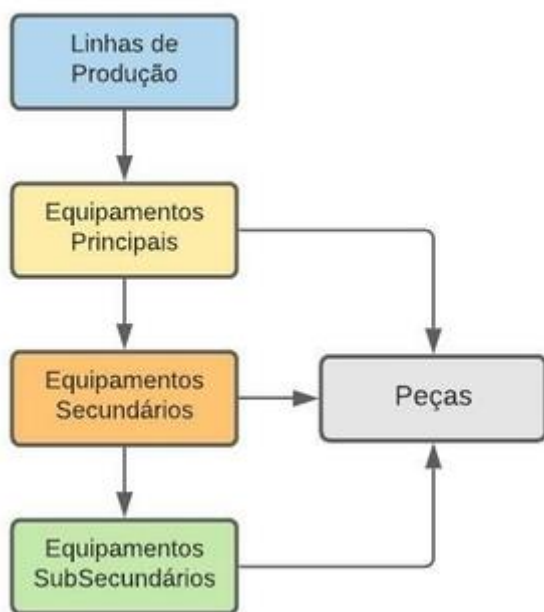 Linhas de
Produção
Equipamentos
Principais
Equipamentos
Secundários
Peças
Equipamentos
SubSecundários